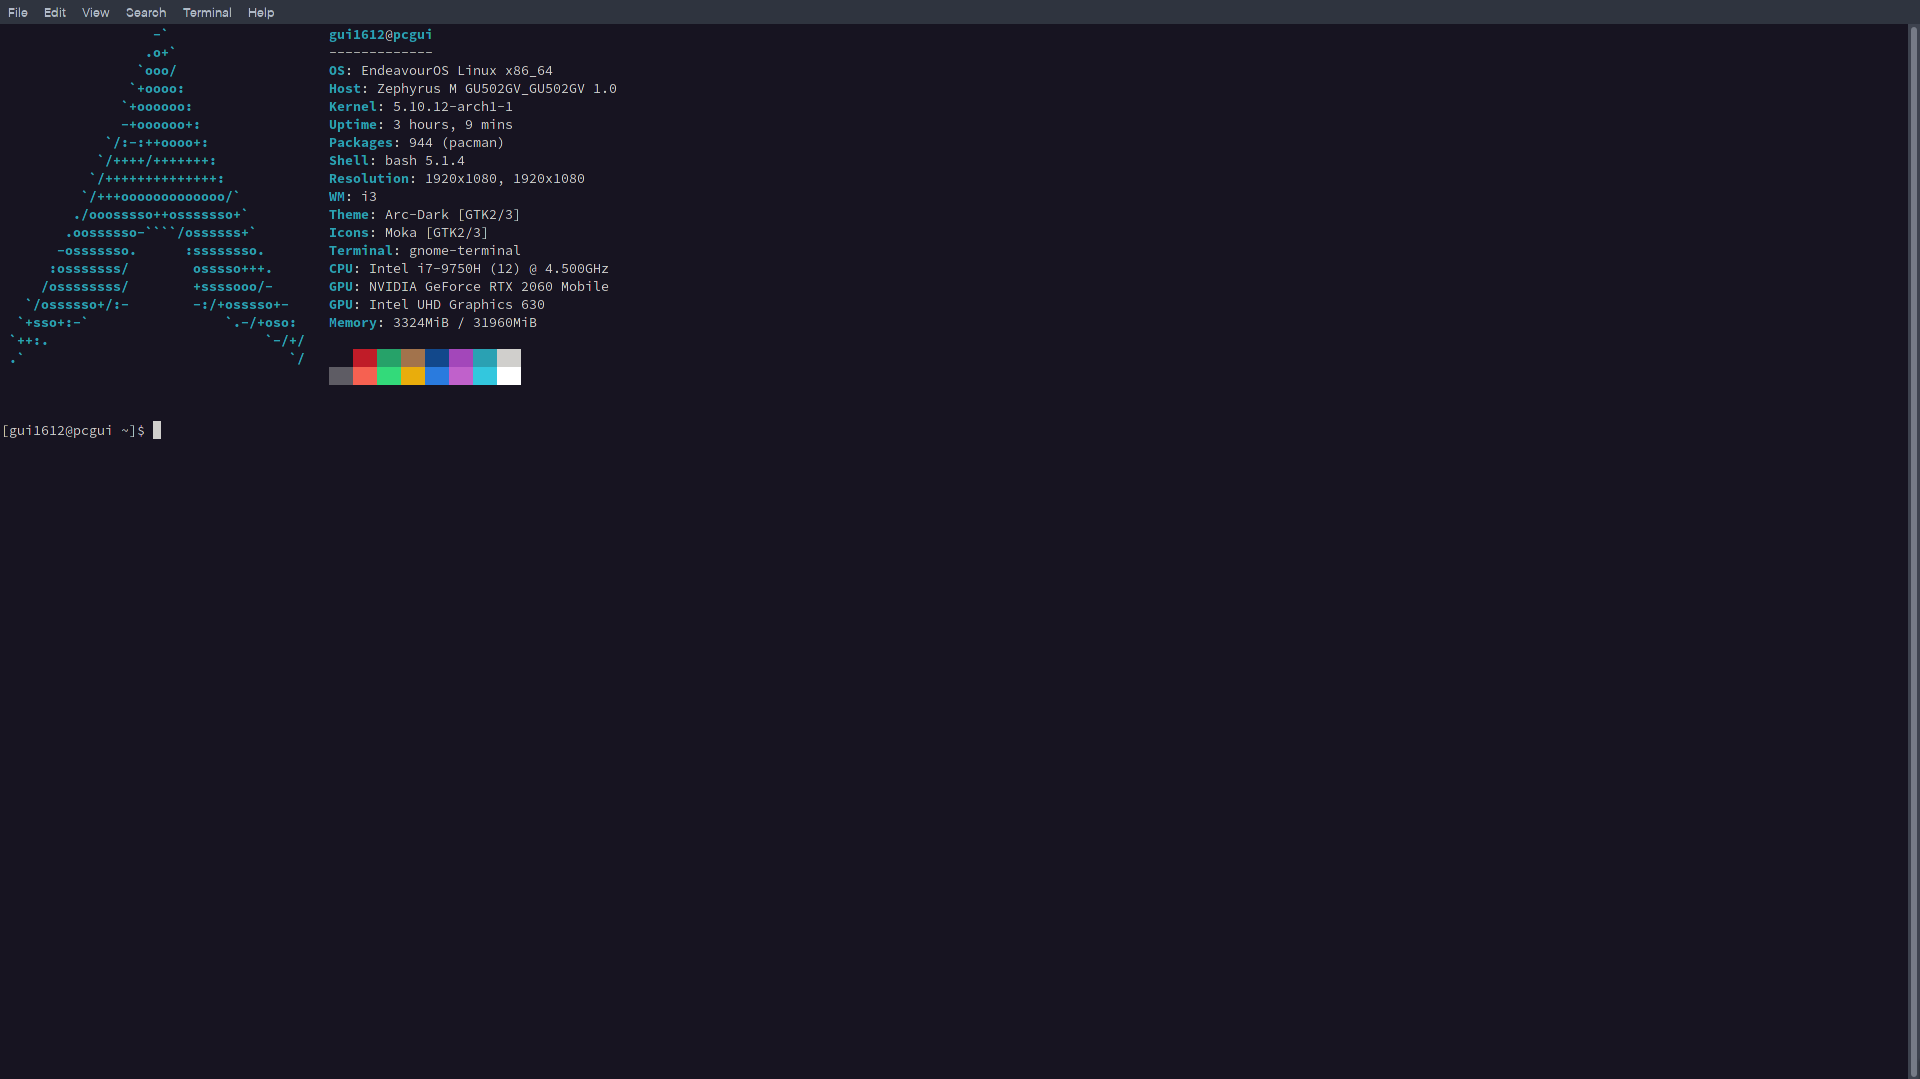 File Edit View Search Terminal Help
                   -`                    gui1612@pcgui
                  .o+`                   -------------
                 `ooo/                   OS: EndeavourOS Linux x86_64
                `+oooo:                  Host: Zephyrus M GU502GV_GU502GV 1.0
               `+oooooo:                 Kernel: 5.10.12-arch1-1
               -+oooooo+:                Uptime: 3 hours, 9 mins
             `/:-:++oooo+:               Packages: 944 (pacman)
            `/++++/+++++++:              Shell: bash 5.1.4
           `/++++++++++++++:             Resolution: 1920x1080, 1920x1080
          `/+++ooooooooooooo/`           WM: i3
         ./ooosssso++osssssso+`          Theme: Arc-Dark [GTK2/3]
        .oossssso-````/ossssss+`         Icons: Moka [GTK2/3]
       -osssssso.      :ssssssso.        Terminal: gnome-terminal
      :osssssss/        osssso+++.       CPU: Intel i7-9750H (12) @ 4.500GHz
     /ossssssss/        +ssssooo/-       GPU: NVIDIA GeForce RTX 2060 Mobile
   `/ossssso+/:-        -:/+osssso+-     GPU: Intel UHD Graphics 630
  `+sso+:-`                 `.-/+oso:    Memory: 3324MiB / 31960MiB
 `++:.                           `-/+/
 .`                                 `/
[gui1612@pcgui ~]$